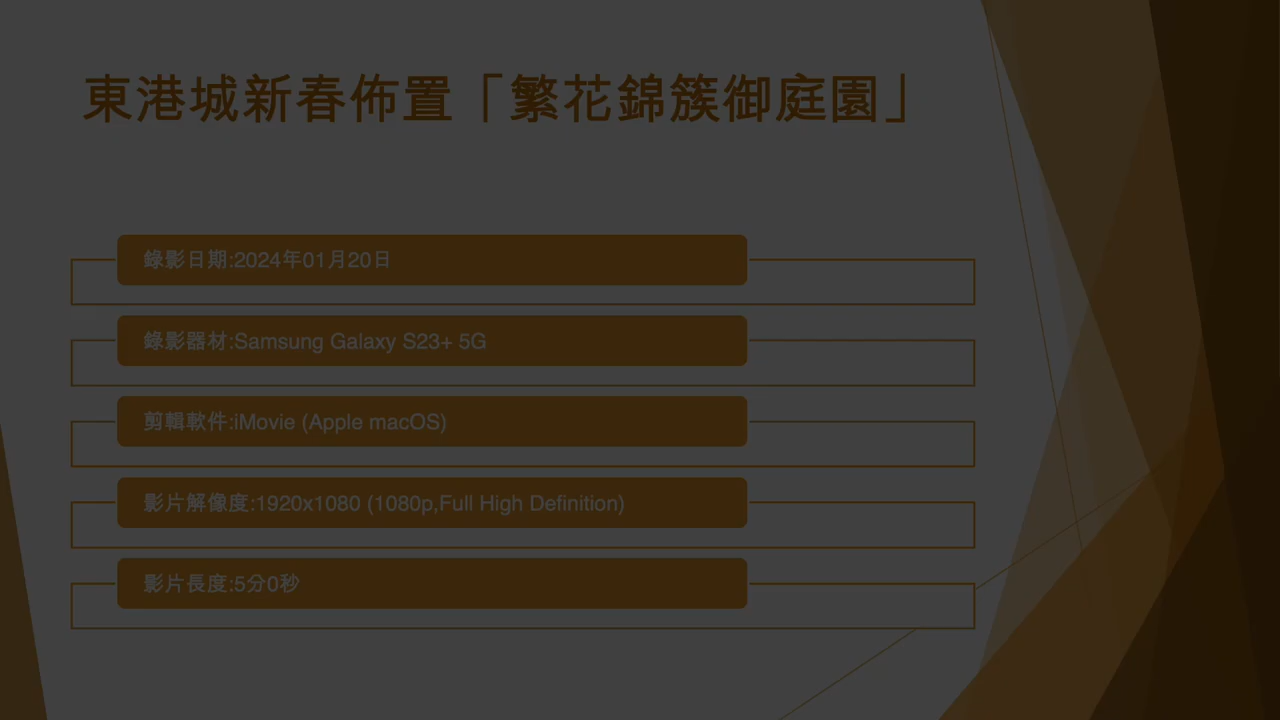 東港城新春佈置「繁花錦簇御庭園」
錄影日期:2024年01月20日
錄影器材:Samsung Galaxy S23+ 5G
剪輯軟件:iMovie (Apple macOS)
影片解像度:1920x1080 (1080p,Full High Definition)
影片長度:5分0秒